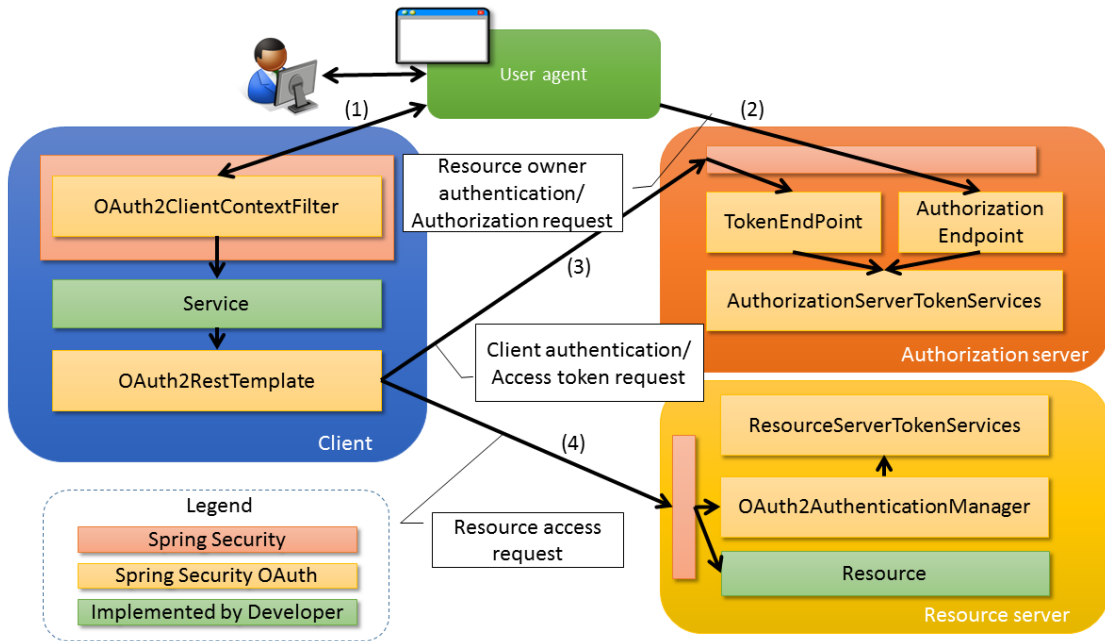 User agent
(1)
(2)
Resource owner
authentication/
Authorization request
OAuth2ClientContextFilter
TokenEndPoint
Authorization
Endpoint
(3)
Service
AuthorizationServerTokenServices
Client authentication/
Access token request
Authorization server
OAuth2RestTemplate
Client
(4)
ResourceServerTokenServices
Legend
OAuth2AuthenticationManager
Spring Security
Resource access
request
Spring Security OAuth
Resource
Implemented by Developer
Resource server